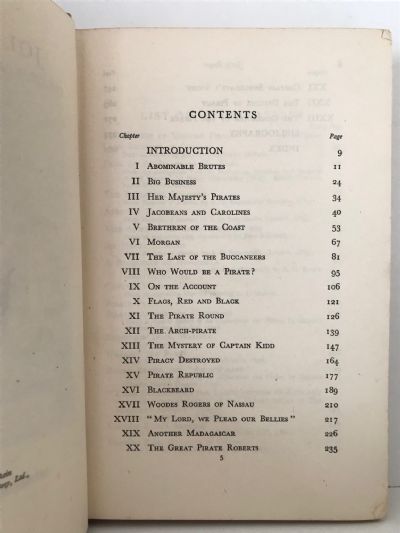 CONTENTS
Chapter Page
INTRODUCTION 9
I ABOMINABLE BRUTES 11
II BIG BUSINESS 24
III HER MAJESTY'S PIRATES 34
IV JACOBEANS AND CAROLINES 40
V BRETHREN OF THE COAST 53
VI MORGAN 67
VII THE LAST OF THE BUCCANEERS 81
VIII WHO WOULD BE A PIRATE? 95
IX ON THE ACCOUNT 106
X FLAGS, RED AND BLACK 121
XI THE PIRATE ROUND 126
XII THE ARCH-PIRATE 139
XIII THE MYSTERY OF CAPTAIN KIDD 147
XIV PIRACY DESTROYED 164
XV PIRATE REPUBLIC 177
XVI BLACKBEARD 189
XVII WOODES ROGERS OF NASSAU 210
XVIII "MY LORD, WE PLEAD OUR BELLIES" 217
XIX ANOTHER MADAGASCAR 226
XX THE GREAT PIRATE ROBERTS 235
5
Ltd.